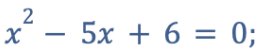 x² − 5x + 6 = 0;